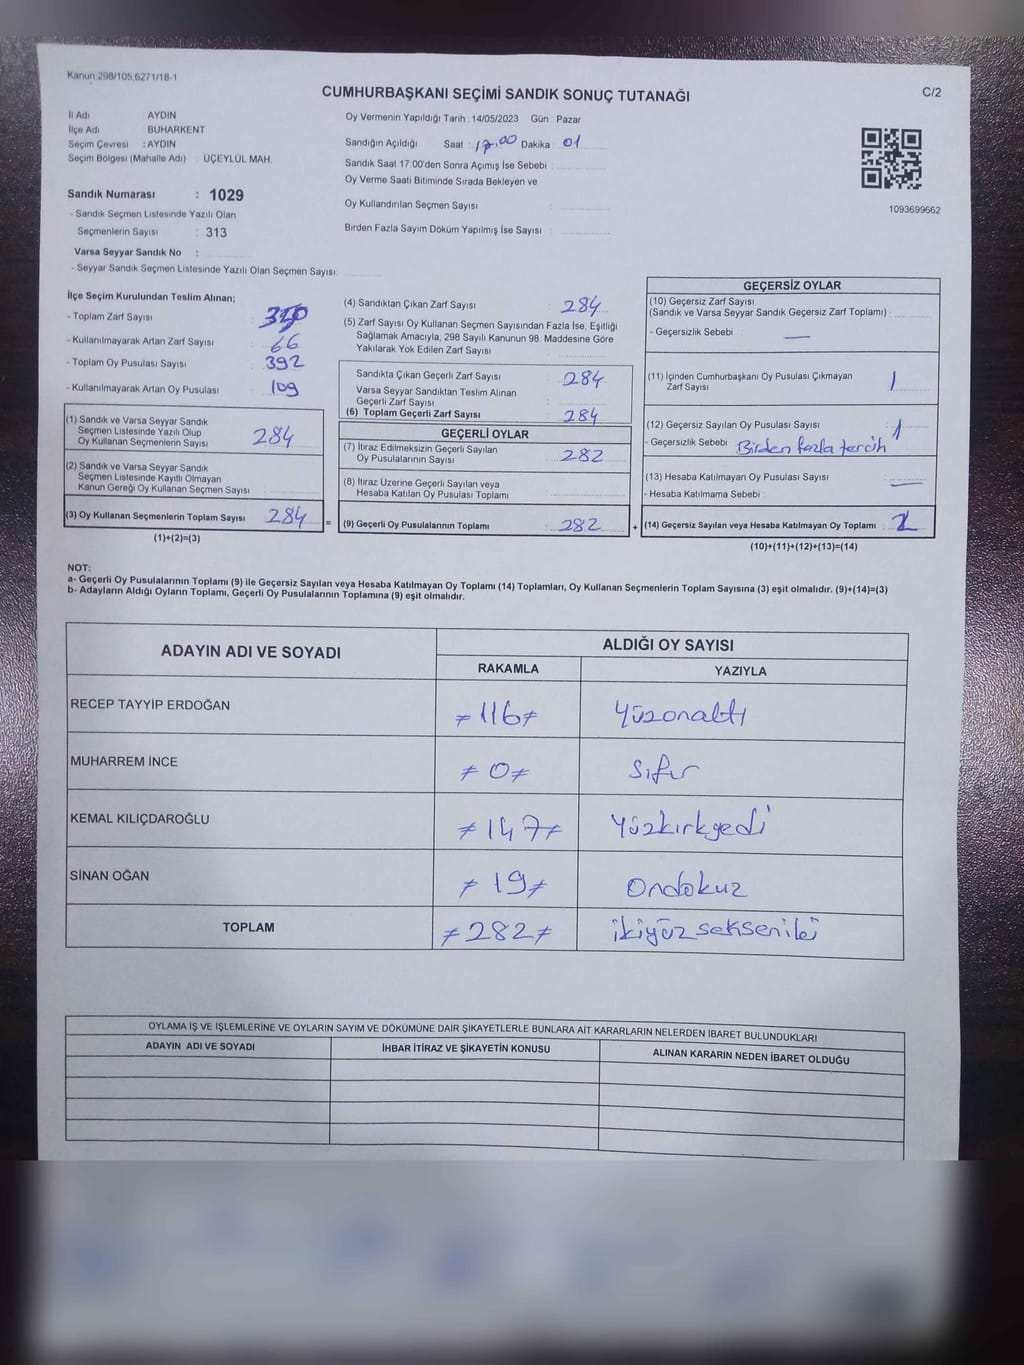 Kanun 298/105,6271/18-1
CUMHURBAŞKANI SEÇİMİ SANDIK SONUÇ TUTANAĞI
C/2
İl Adı AYDIN
İlçe Adı BUHARKENT
Seçim Çevresi : AYDIN
Seçim Bölgesi (Mahalle Adı) : ÜÇEYLÜL MAH.
Sandık Numarası : 1029
- Sandık Seçmen Listesinde Yazılı Olan
Seçmenlerin Sayısı : 313
Varsa Seyyar Sandık No :
- Seyyar Sandık Seçmen Listesinde Yazılı Olan Seçmen Sayısı:
Oy Vermenin Yapıldığı Tarih : 14/05/2023 Gün : Pazar
Sandığın Açıldığı Saat : 17.00 Dakika : 01
Sandık Saat 17 00'den Sonra Açımış İse Sebebi :
Oy Verme Saati Bitiminde Sırada Bekleyen ve
Oy Kullandırılan Seçmen Sayısı :
Birden Fazla Sayım Döküm Yapılmış İse Sayısı :
1093699662
İlçe Seçim Kurulundan Teslim Alınan;
- Toplam Zarf Sayısı :
- Kullanılmayarak Artan Zarf Sayısı : 66
- Toplam Oy Pusulası Sayısı : 392
- Kullanılmayarak Artan Oy Pusulası : 109
(1) Sandık ve Varsa Seyyar Sandık
Seçmen Listesinde Yazılı Olup
Oy Kullanan Seçmenlerin Sayısı 284
(2) Sandık ve Varsa Seyyar Sandık
Seçmen Listesinde Kayıtlı Olmayan
Kanun Gereği Oy Kullanan Seçmen Sayısı :
(3) Oy Kullanan Seçmenlerin Toplam Sayısı 284
(1)+(2)=(3)
=
(4) Sandıktan Çıkan Zarf Sayısı : 284
(5) Zarf Sayısı Oy Kullanan Seçmen Sayısından Fazla İse, Eşitliği
Sağlamak Amacıyla, 298 Sayılı Kanunun 98. Maddesine Göre
Yakılarak Yok Edilen Zarf Sayısı :
Sandıkta Çıkan Geçerli Zarf Sayısı : 284
Varsa Seyyar Sandıktan Teslim Alınan
Geçerli Zarf Sayısı :
(6) Toplam Geçerli Zarf Sayısı : 284
GEÇERLİ OYLAR
(7) İtiraz Edilmeksizin Geçerli Sayılan
Oy Pusulalarının Sayısı : 282
(8) İtiraz Üzerine Geçerli Sayılan veya
Hesaba Katılan Oy Pusulası Toplamı :
(9) Geçerli Oy Pusulalarının Toplamı : 282
+
GEÇERSİZ OYLAR
(10) Geçersiz Zarf Sayısı
(Sandık ve Varsa Seyyar Sandık Geçersiz Zarf Toplamı) :
- Geçersizlik Sebebi : —
(11) İçinden Cumhurbaşkanı Oy Pusulası Çıkmayan
Zarf Sayısı : 1
(12) Geçersiz Sayılan Oy Pusulası Sayısı : 1
- Geçersizlik Sebebi : Birden fazla tercih
(13) Hesaba Katılmayan Oy Pusulası Sayısı : —
- Hesaba Katılmama Sebebi :
(14) Geçersiz Sayılan veya Hesaba Katılmayan Oy Toplamı : 2
(10)+(11)+(12)+(13)=(14)
NOT:
a- Geçerli Oy Pusulalarının Toplamı (9) ile Geçersiz Sayılan veya Hesaba Katılmayan Oy Toplamı (14) Toplamları, Oy Kullanan Seçmenlerin Toplam Sayısına (3) eşit olmalıdır. (9)+(14)=(3)
b- Adayların Aldığı Oyların Toplamı, Geçerli Oy Pusulalarının Toplamına (9) eşit olmalıdır.
ADAYIN ADI VE SOYADI ALDIĞI OY SAYISI
RAKAMLA YAZIYLA
RECEP TAYYİP ERDOĞAN ≠116≠ Yüzonaltı
MUHARREM İNCE ≠0≠ Sıfır
KEMAL KILIÇDAROĞLU ≠147≠ Yüzkırkyedi
SİNAN OĞAN ≠19≠ Ondokuz
TOPLAM ≠282≠ ikiyüzsekseniki
OYLAMA İŞ VE İŞLEMLERİNE VE OYLARIN SAYIM VE DÖKÜMÜNE DAİR ŞİKAYETLERLE BUNLARA AİT KARARLARIN NELERDEN İBARET BULUNDUKLARI
ADAYIN ADI VE SOYADI İHBAR İTİRAZ VE ŞİKAYETİN KONUSU ALINAN KARARIN NEDEN İBARET OLDUĞU